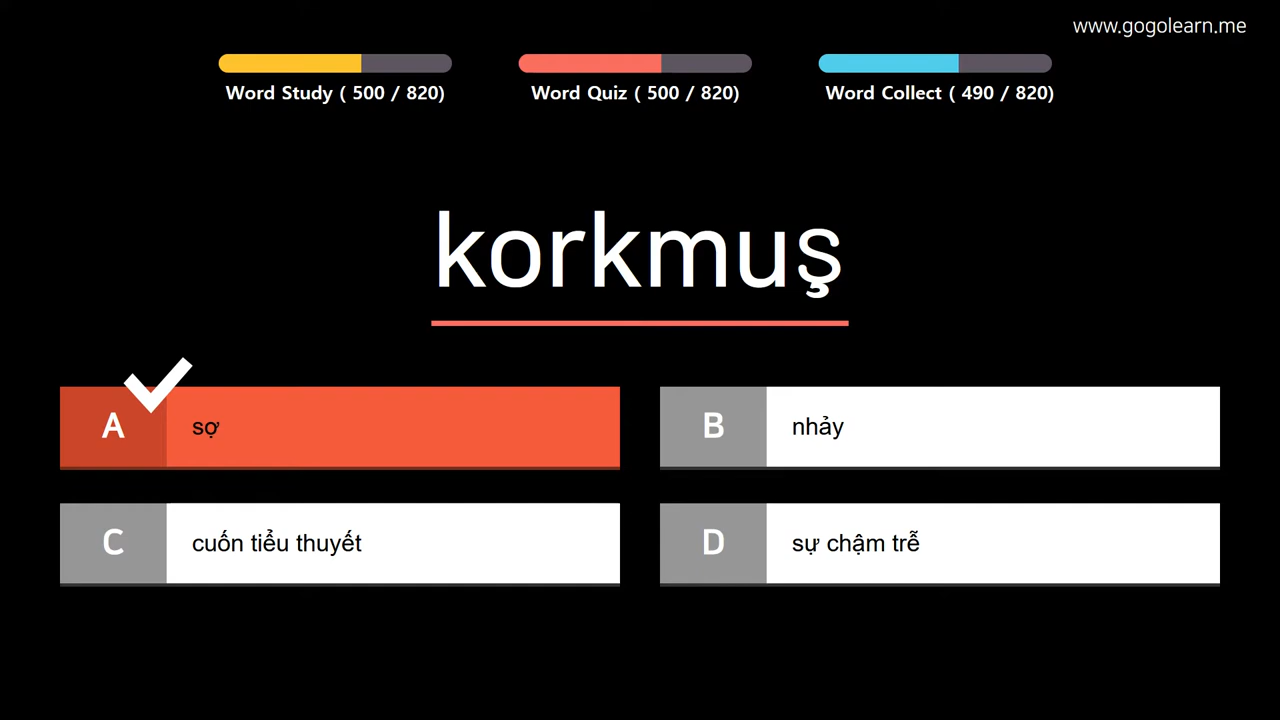 www.gogolearn.me
Word Study ( 500 / 820)
Word Quiz ( 500 / 820)
Word Collect ( 490 / 820)
korkmuş
A sợ
B nhảy
C cuốn tiểu thuyết
D sự chậm trễ